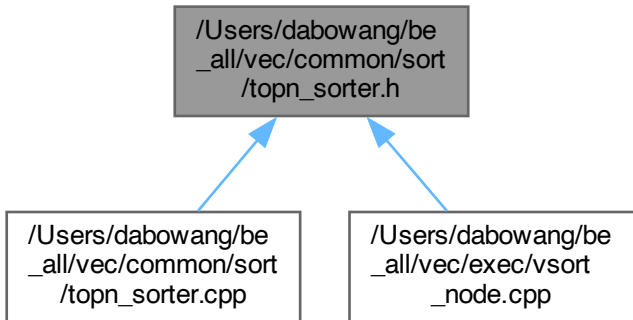 /Users/dabowang/be
_all/vec/common/sort
/topn_sorter.h
/Users/dabowang/be
_all/vec/common/sort
/topn_sorter.cpp
/Users/dabowang/be
_all/vec/exec/vsort
_node.cpp